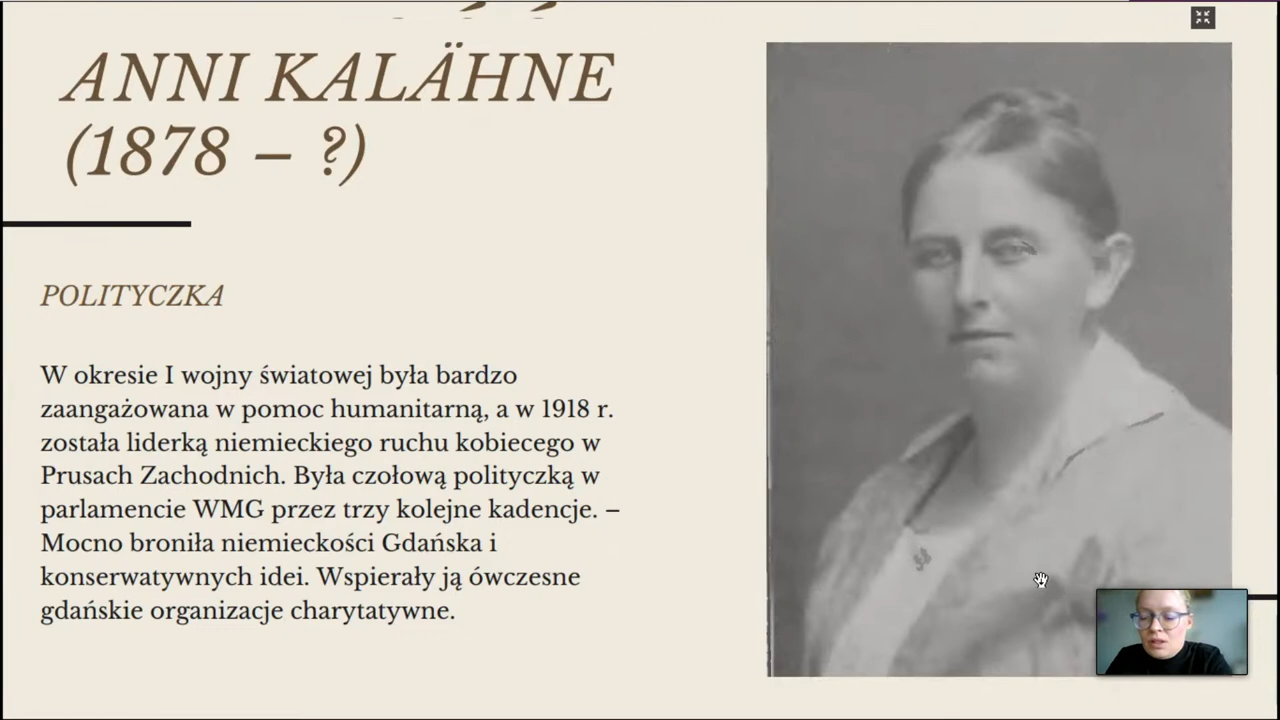 ANNI KALÄHNE
(1878 – ?)
POLITYCZKA
W okresie I wojny światowej była bardzo
zaangażowana w pomoc humanitarną, a w 1918 r.
została liderką niemieckiego ruchu kobiecego w
Prusach Zachodnich. Była czołową polityczką w
parlamencie WMG przez trzy kolejne kadencje. –
Mocno broniła niemieckości Gdańska i
konserwatywnych idei. Wspierały ją ówczesne
gdańskie organizacje charytatywne.